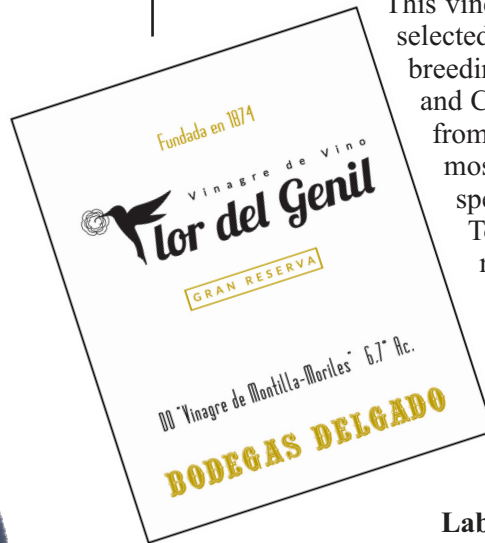 This vine
selected
breedin
and C
from
mos
spe
To
r
Fundada en 1874
Vinagre de Vino
Flor del Genil
GRAN RESERVA
DO "Vinagre de Montilla-Moriles" 6.7° Ac.
BODEGAS DELGADO
Lab